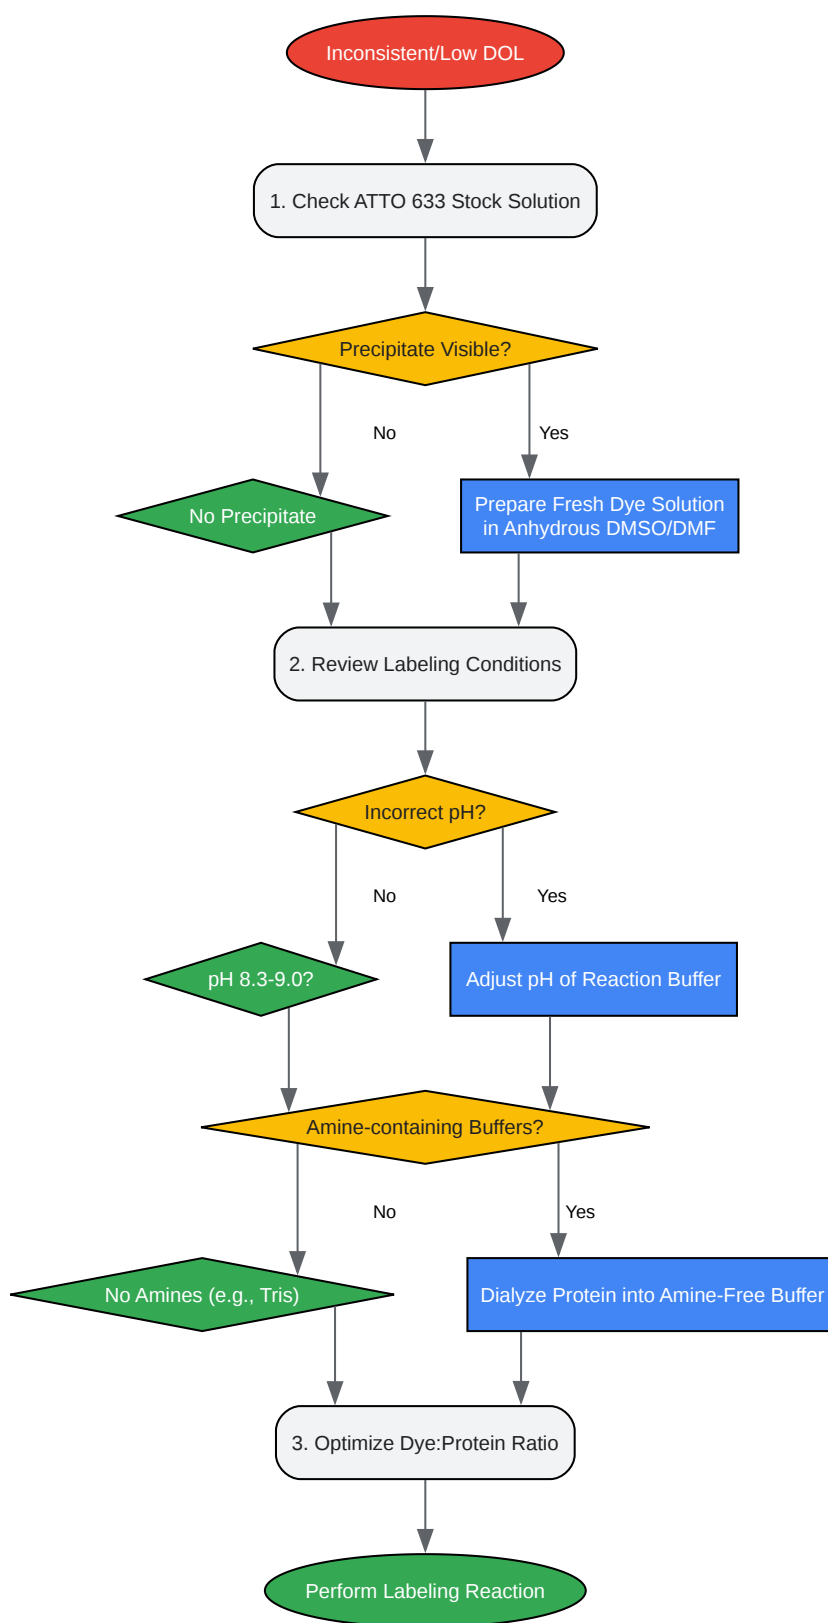 Inconsistent/Low DOL
1. Check ATTO 633 Stock Solution
Precipitate Visible?
No
Yes
No Precipitate
Prepare Fresh Dye Solution
in Anhydrous DMSO/DMF
2. Review Labeling Conditions
Incorrect pH?
No
Yes
pH 8.3-9.0?
Adjust pH of Reaction Buffer
Amine-containing Buffers?
No
Yes
No Amines (e.g., Tris)
Dialyze Protein into Amine-Free Buffer
3. Optimize Dye:Protein Ratio
Perform Labeling Reaction